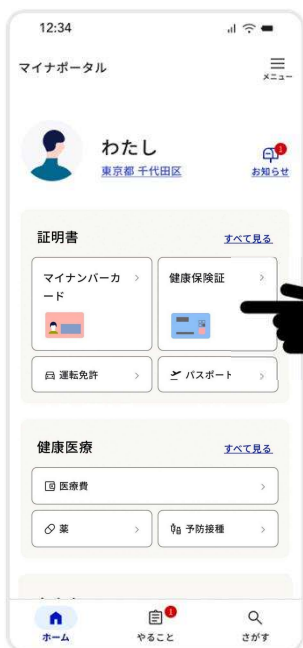 12:34
マイナポータル
メニュー
わたし
東京都 千代田区
1
お知らせ
証明書
すべて見る
マイナンバーカ
ード
健康保険証
運転免許
パスポート
健康医療
すべて見る
医療費
薬
予防接種
1
ホーム
やること
さがす